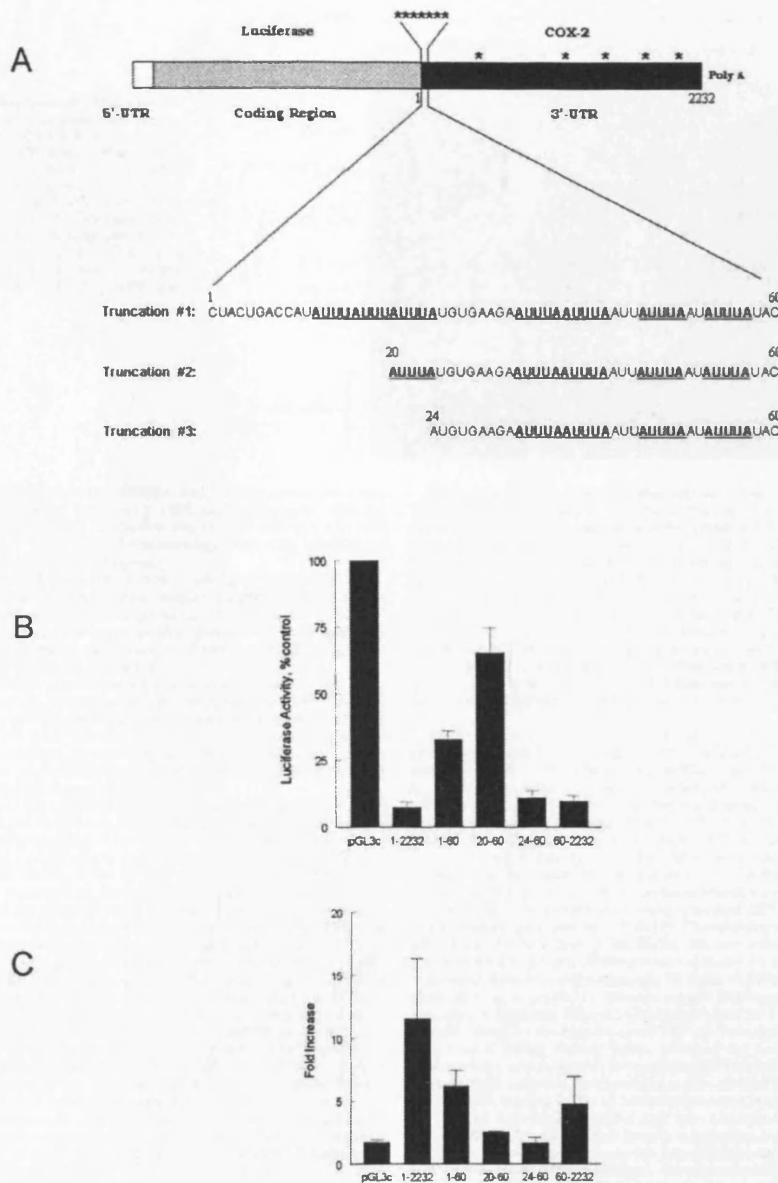 *******
Luciferase COX-2
A
* * * * *
Poly A
1 2232
5'-UTR Coding Region 3'-UTR
1 60
Truncation #1: CUACUGACCAUAUUUAUUUAUUUAUGUGAAGAAUUUAAUUUAAUUAUUUAAUAUUUAUAC
20 60
Truncation #2: AUUUAUGUGAAGAAUUUAAUUUAAUUAUUUAAUAUUUAUAC
24 60
Truncation #3: AUGUGAAGAAUUUAAUUUAAUUAUUUAAUAUUUAUAC
B
Luciferase Activity, % control
100
75
50
25
0
pGL3c 1-2232 1-60 20-60 24-60 60-2232
C
Fold Increase
20
15
10
5
0
pGL3c 1-2232 1-60 20-60 24-60 60-2232